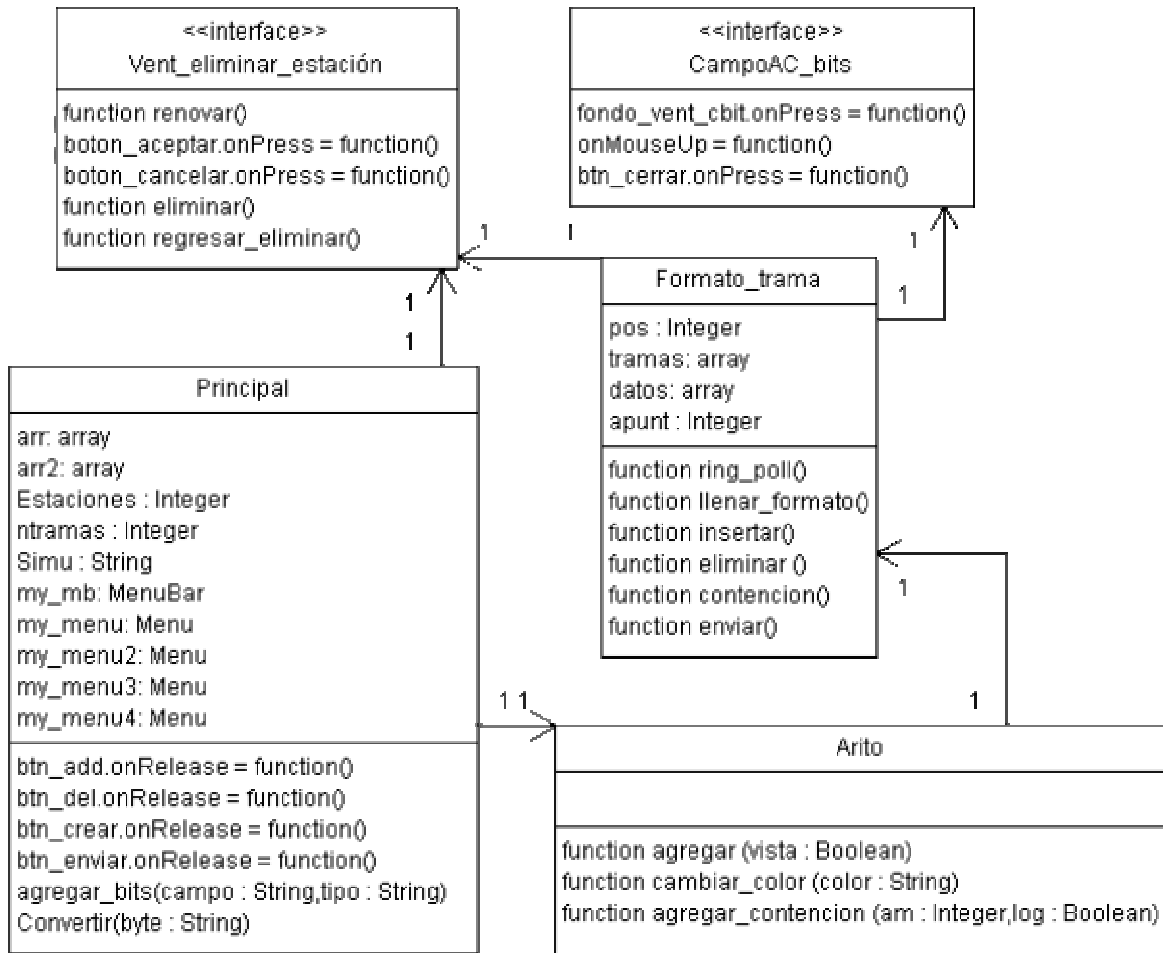 <<interface>>
Vent_eliminar_estación
function renovar()
boton_aceptar.onPress = function()
boton_cancelar.onPress = function()
function eliminar()
function regresar_eliminar()
<<interface>>
CampoAC_bits
fondo_vent_cbit.onPress = function()
onMouseUp = function()
btn_cerrar.onPress = function()
1
1
1
1
Formato_trama
pos : Integer
tramas: array
datos: array
apunt : Integer
function ring_poll()
function llenar_formato()
function insertar()
function eliminar ()
function contencion()
function enviar()
1
1
Principal
arr: array
arr2: array
Estaciones : Integer
ntramas : Integer
Simu : String
my_mb: MenuBar
my_menu: Menu
my_menu2: Menu
my_menu3: Menu
my_menu4: Menu
btn_add.onRelease = function()
btn_del.onRelease = function()
btn_crear.onRelease = function()
btn_enviar.onRelease = function()
agregar_bits(campo : String,tipo : String)
Convertir(byte : String)
1
1
1 1
Arito
function agregar (vista : Boolean)
function cambiar_color (color : String)
function agregar_contencion (am : Integer,log : Boolean)